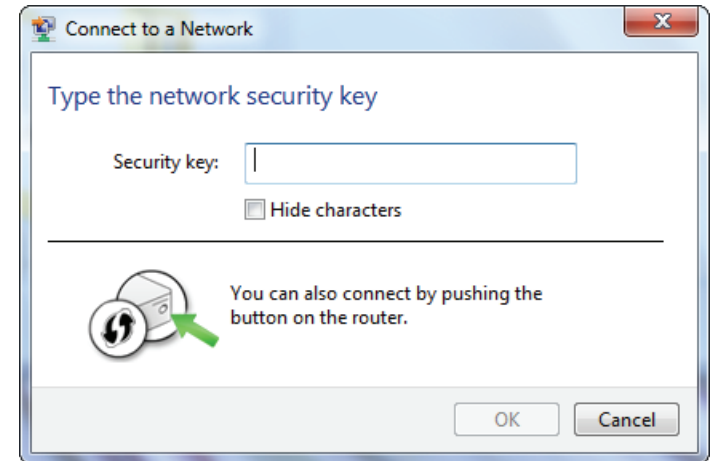 Connect to a Network
Type the network security key
Security key:
Hide characters
You can also connect by pushing the
button on the router.
OK
Cancel